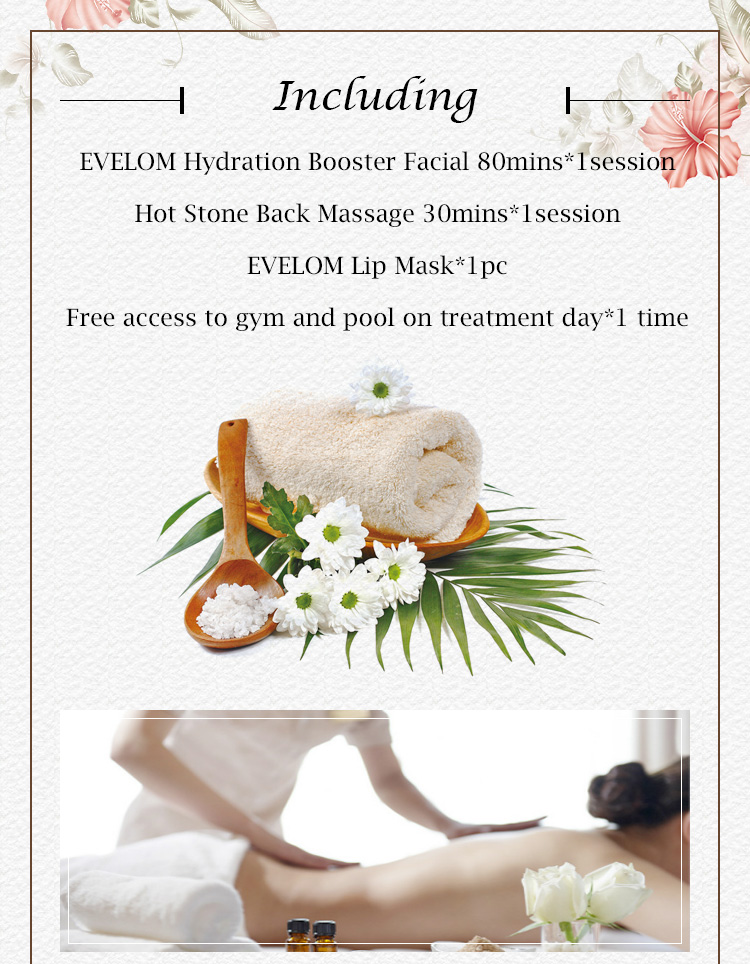 Including
EVELOM Hydration Booster Facial 80mins*1session
Hot Stone Back Massage 30mins*1session
EVELOM Lip Mask*1pc
Free access to gym and pool on treatment day*1 time